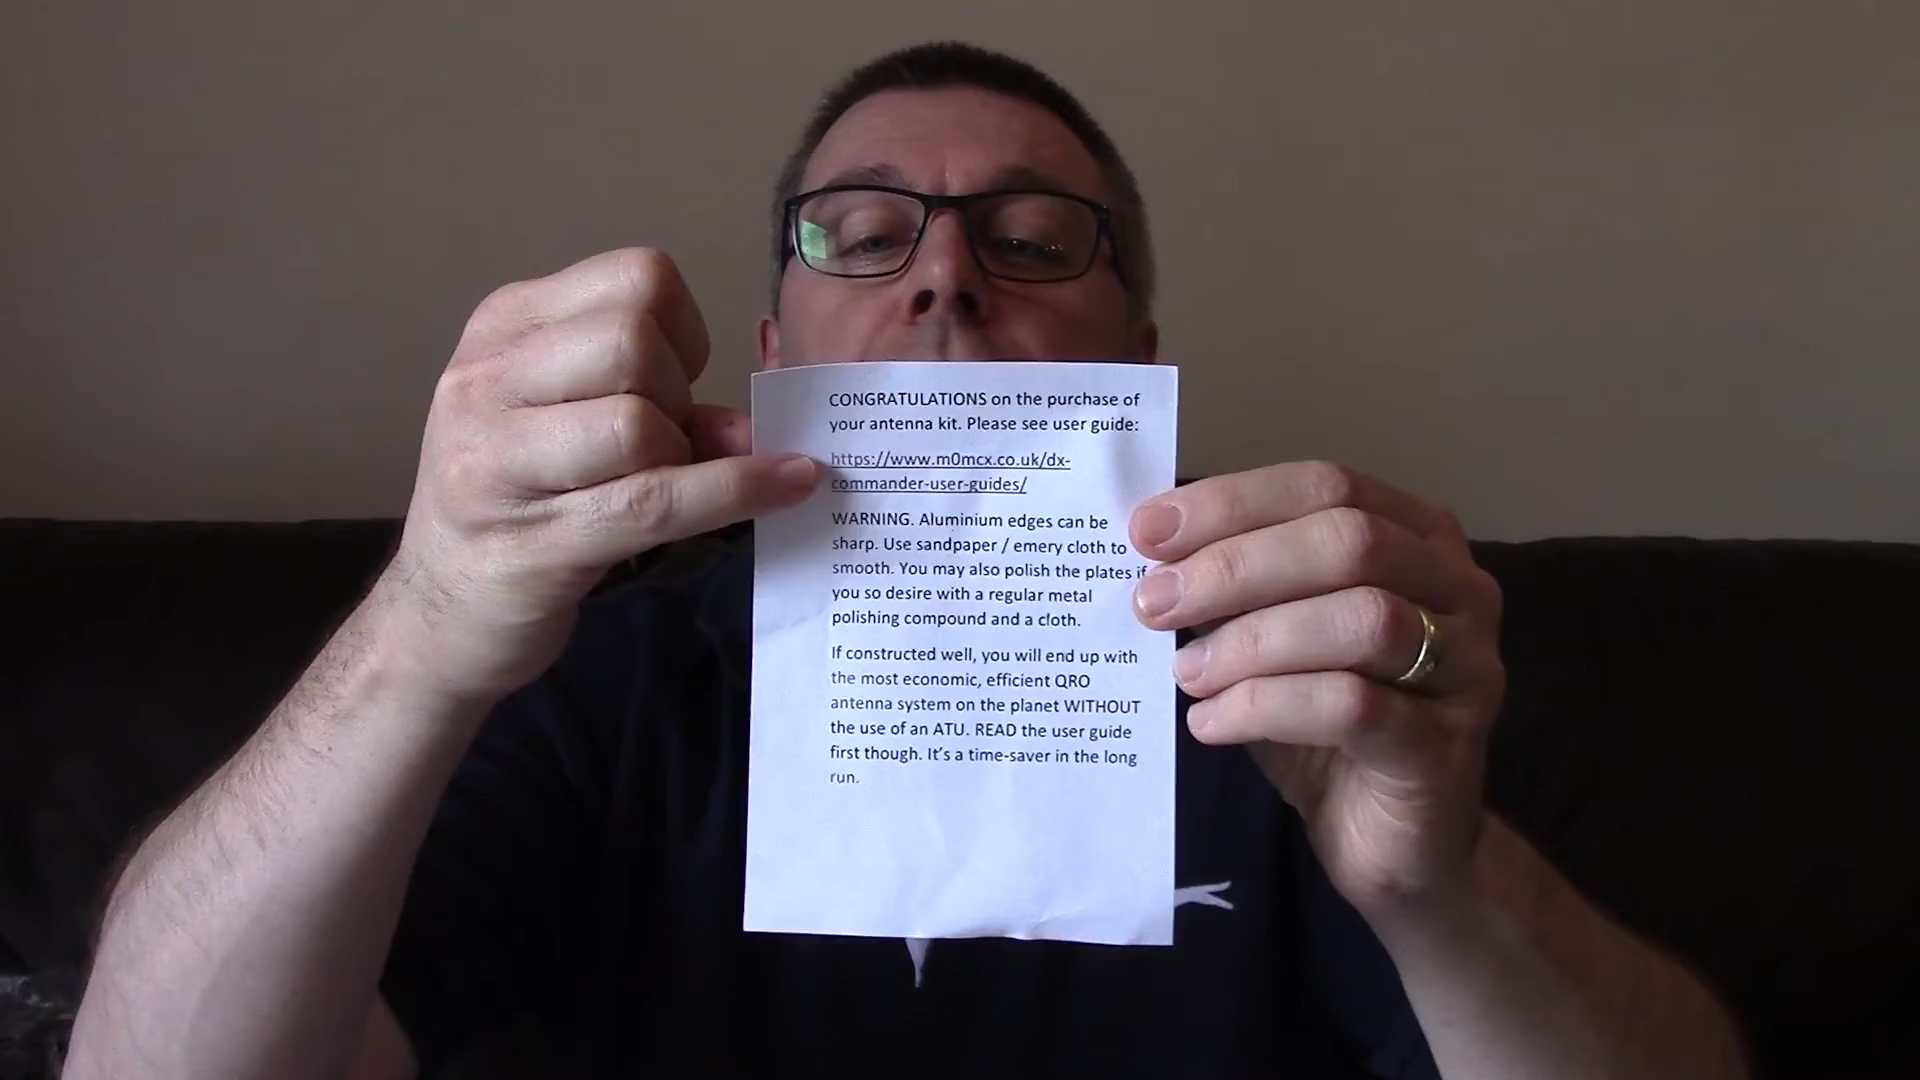 CONGRATULATIONS on the purchase of
your antenna kit. Please see user guide:
https://www.m0mcx.co.uk/dx-
commander-user-guides/
WARNING. Aluminium edges can be
sharp. Use sandpaper / emery cloth to
smooth. You may also polish the plates if
you so desire with a regular metal
polishing compound and a cloth.
If constructed well, you will end up with
the most economic, efficient QRO
antenna system on the planet WITHOUT
the use of an ATU. READ the user guide
first though. It's a time-saver in the long
run.